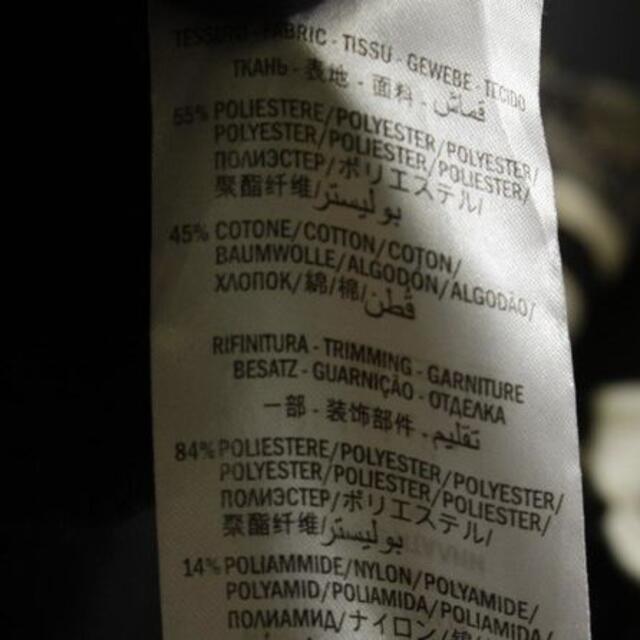 TESSUTO - FABRIC - TISSU - GEWEBE - TECIDO
ТКАНЬ - 表地 - 面料 - قماش
55% POLIESTERE/POLYESTER/POLYESTER/
POLYESTER/POLIESTER/POLIESTER/
ПОЛИЭСТЕР/ポリエステル/
聚酯纤维/بوليستر
45% COTONE/COTTON/COTON/
BAUMWOLLE/ALGODÓN/ALGODÃO/
ХЛОПОК/綿/棉/قطن
RIFINITURA - TRIMMING - GARNITURE
BESATZ - GUARNIÇÃO - ОТДЕЛКА
一部 - 装饰部件 - تقليم
84% POLIESTERE/POLYESTER/POLYESTER/
POLYESTER/POLIESTER/POLIESTER/
ПОЛИЭСТЕР/ポリエステル/
聚酯纤维/بوليستر
14% POLIAMMIDE/NYLON/POLYAMIDE/
POLYAMID/POLIAMIDA/POLIAMIDA/
ПОЛИАМИД/ナイロン/